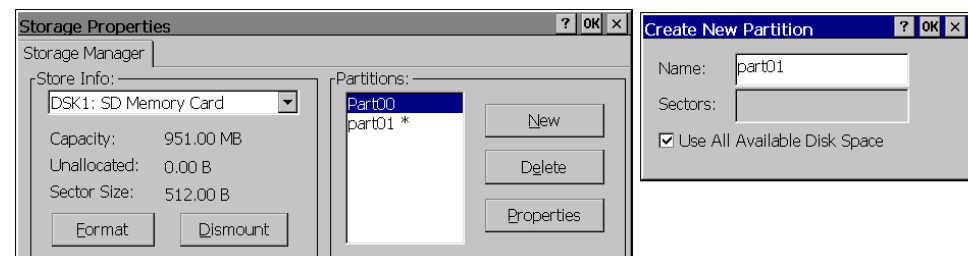 Storage Properties ? OK ×
Storage Manager
Store Info:
DSK1: SD Memory Card
Capacity: 951.00 MB
Unallocated: 0.00 B
Sector Size: 512.00 B
Format Dismount
Partitions:
Part00
part01 *
New
Delete
Properties
Create New Partition ? OK ×
Name: part01
Sectors:
Use All Available Disk Space